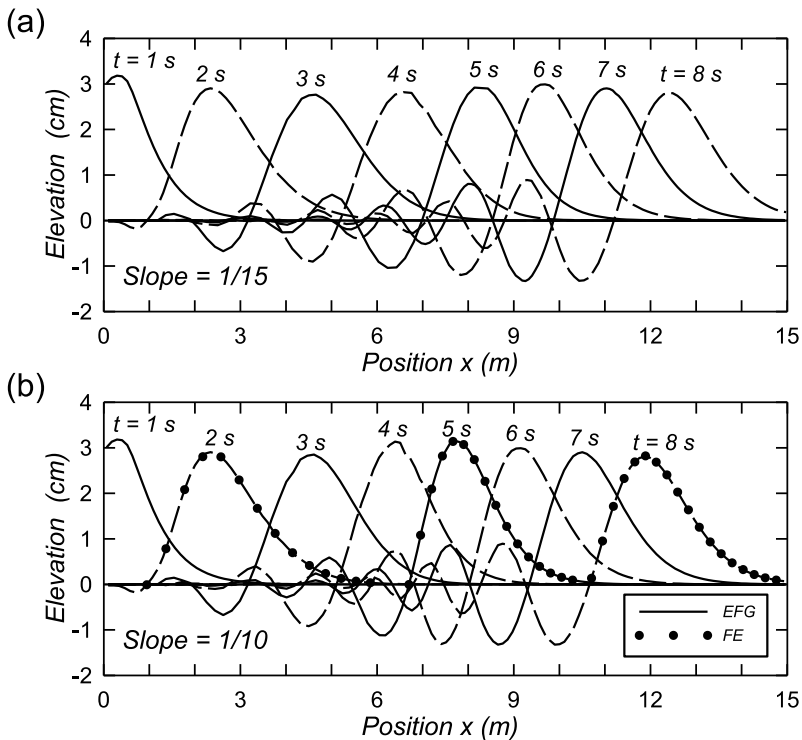 (a)
4
3
2
1
0
-1
-2
Elevation (cm)
t = 1 s
2 s
3 s
4 s
5 s
6 s
7 s
t = 8 s
Slope = 1/15
0
3
6
9
12
15
Position x (m)
(b)
4
3
2
1
0
-1
-2
Elevation (cm)
t = 1 s
2 s
3 s
4 s
5 s
6 s
7 s
t = 8 s
Slope = 1/10
EFG
FE
0
3
6
9
12
15
Position x (m)